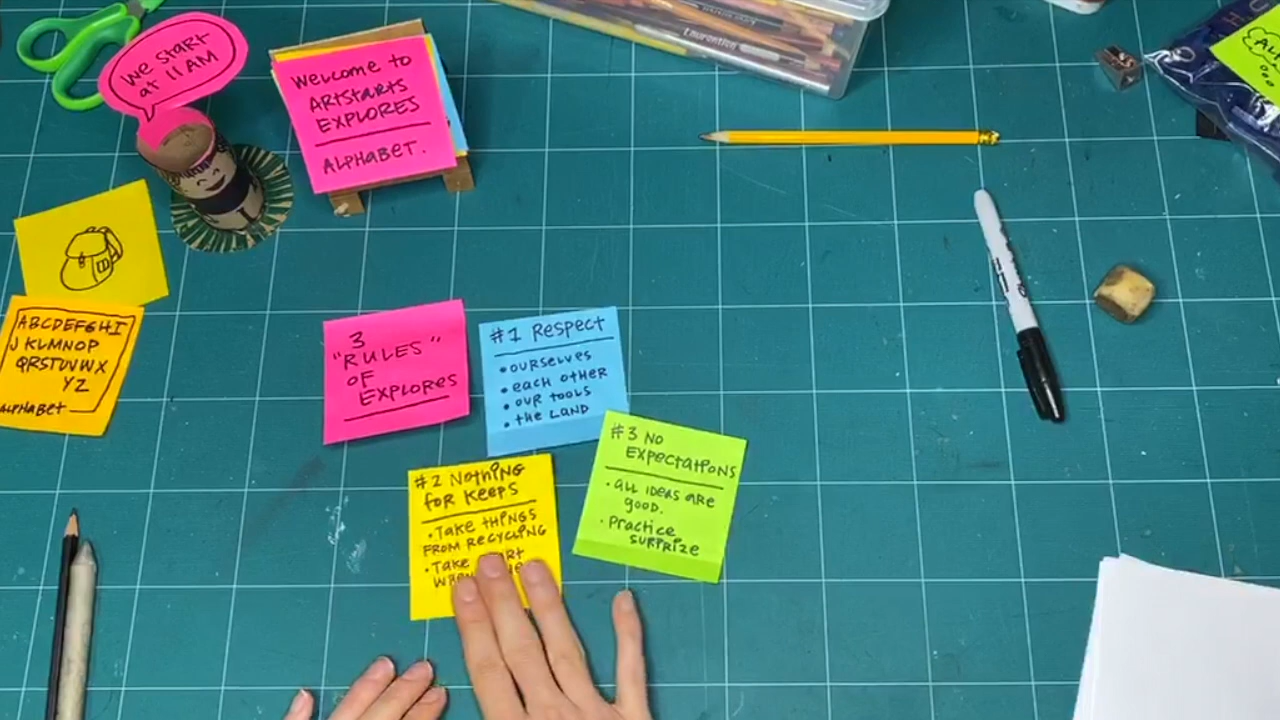 We start
at 11 AM
Welcome to
ARtStaRtS
EXPLORES
ALPHABET.
ABCDEFGHI
J KLMNOP
QRSTUVWX
YZ
ALPHABET
3
"RULES"
OF
EXPLORES
#1 Respect
• OURSELVES
• each other
• our tools
• the LAND
#2 Nothing
for Keeps
• Take things
from recycling
• Take
#3 No
Expectations
• all ideas are
good.
• Practice
SURPRIZE